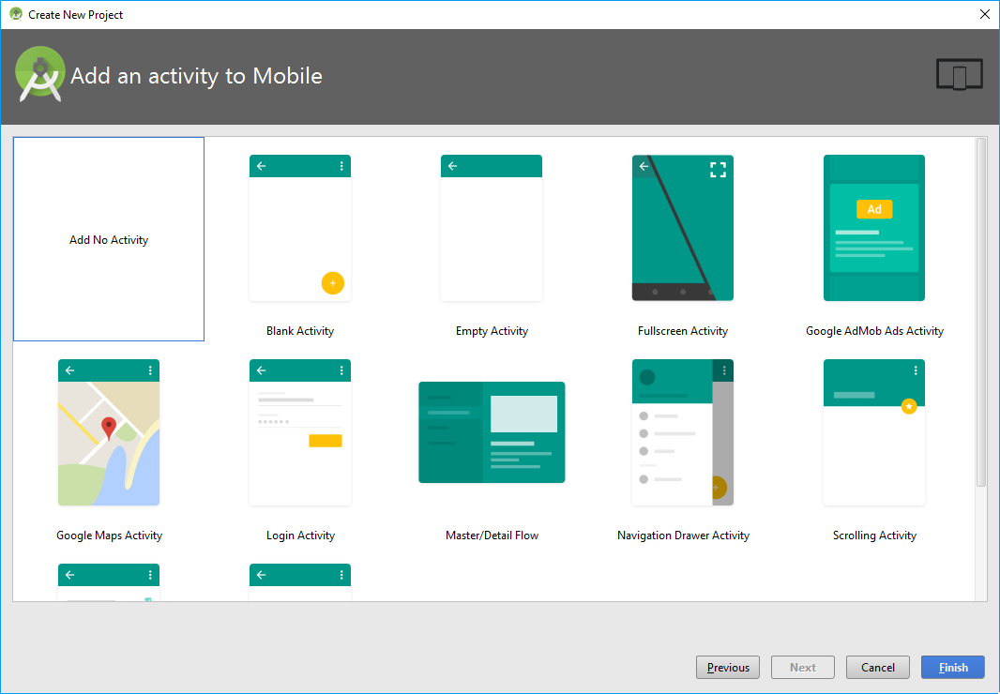 Create New Project
Add an activity to Mobile
Add No Activity
Blank Activity
Empty Activity
Fullscreen Activity
Ad
Google AdMob Ads Activity
Google Maps Activity
Login Activity
Master/Detail Flow
Navigation Drawer Activity
Scrolling Activity
Previous
Next
Cancel
Finish